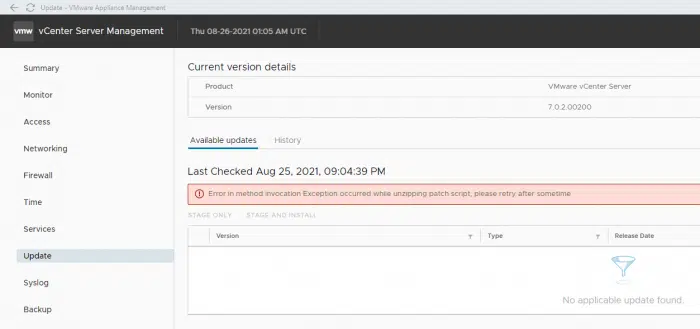 Update - VMware Appliance Management
vmw vCenter Server Management Thu 08-26-2021 01:05 AM UTC
Summary
Monitor
Access
Networking
Firewall
Time
Services
Update
Syslog
Backup
Current version details
Product VMware vCenter Server
Version 7.0.2.00200
Available updates History
Last Checked Aug 25, 2021, 09:04:39 PM
Error in method invocation Exception occurred while unzipping patch script, please retry after sometime
STAGE ONLY STAGE AND INSTALL
Version Type Release Date
No applicable update found.